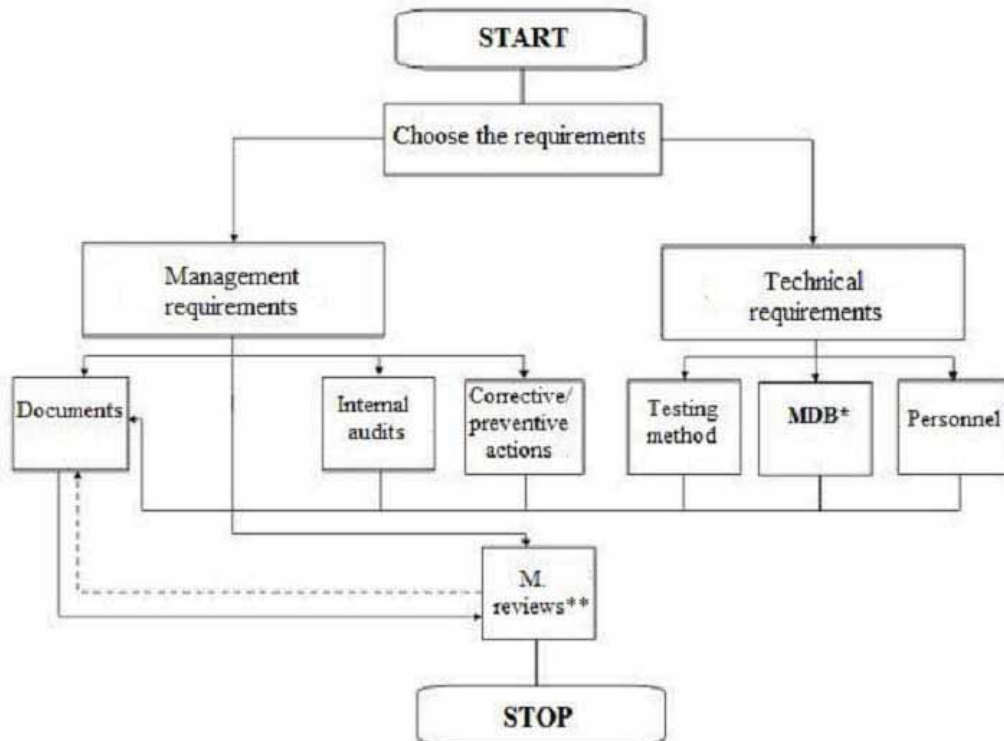 START
Choose the requirements
Management
requirements
Technical
requirements
Documents
Internal
audits
Corrective/
preventive
actions
Testing
method
MDB*
Personnel
M.
reviews**
STOP